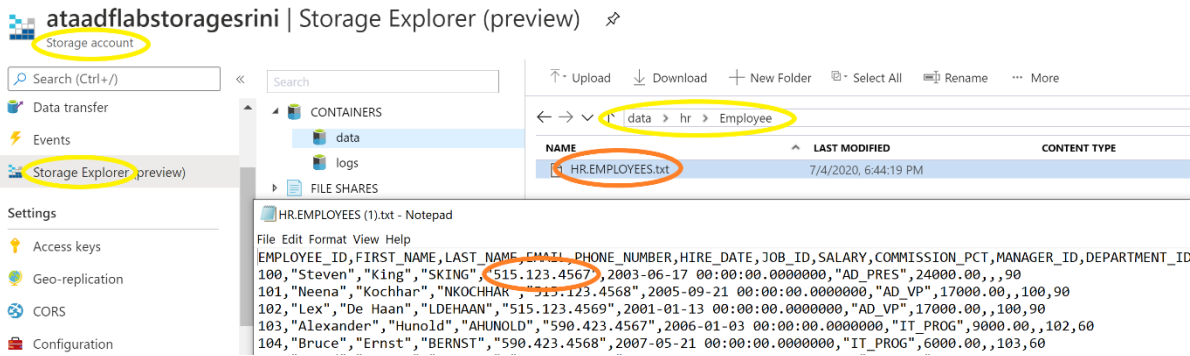 ataadflabstoragesrini | Storage Explorer (preview)
Storage account
Search (Ctrl+/)
«
Data transfer
Events
Storage Explorer (preview)
Settings
Access keys
Geo-replication
CORS
Configuration
Search
CONTAINERS
data
logs
FILE SHARES
Upload Download New Folder Select All Rename ... More
data > hr > Employee
NAME LAST MODIFIED CONTENT TYPE
HR.EMPLOYEES.txt 7/4/2020, 6:44:19 PM
HR.EMPLOYEES (1).txt - Notepad
File Edit Format View Help
EMPLOYEE_ID,FIRST_NAME,LAST_NAME,EMAIL,PHONE_NUMBER,HIRE_DATE,JOB_ID,SALARY,COMMISSION_PCT,MANAGER_ID,DEPARTMENT_ID
100,"Steven","King","SKING","515.123.4567",2003-06-17 00:00:00.0000000,"AD_PRES",24000.00,,,90
101,"Neena","Kochhar","NKOCHHAR","515.123.4568",2005-09-21 00:00:00.0000000,"AD_VP",17000.00,,100,90
102,"Lex","De Haan","LDEHAAN","515.123.4569",2001-01-13 00:00:00.0000000,"AD_VP",17000.00,,100,90
103,"Alexander","Hunold","AHUNOLD","590.423.4567",2006-01-03 00:00:00.0000000,"IT_PROG",9000.00,,102,60
104,"Bruce","Ernst","BERNST","590.423.4568",2007-05-21 00:00:00.0000000,"IT_PROG",6000.00,,103,60